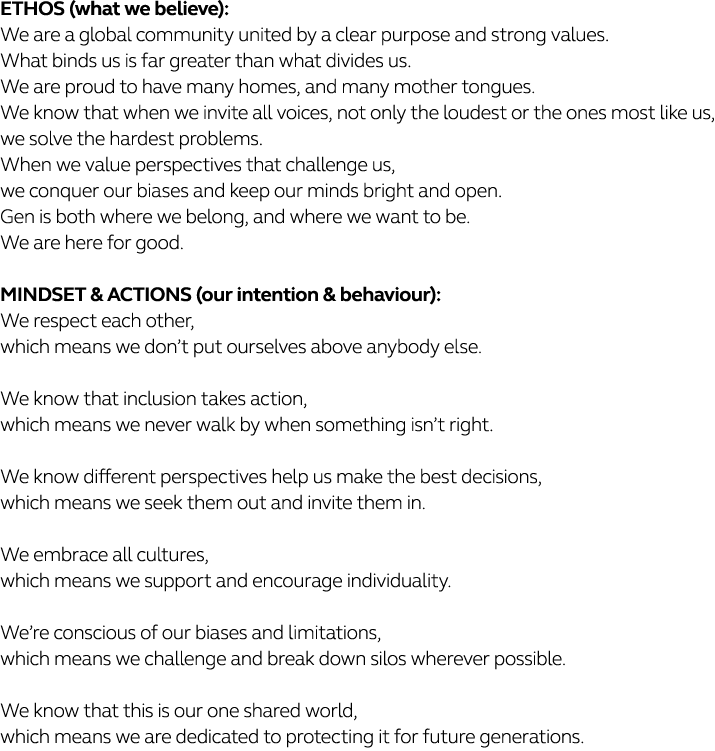 ETHOS (what we believe):
We are a global community united by a clear purpose and strong values.
What binds us is far greater than what divides us.
We are proud to have many homes, and many mother tongues.
We know that when we invite all voices, not only the loudest or the ones most like us,
we solve the hardest problems.
When we value perspectives that challenge us,
we conquer our biases and keep our minds bright and open.
Gen is both where we belong, and where we want to be.
We are here for good.
MINDSET & ACTIONS (our intention & behaviour):
We respect each other,
which means we don’t put ourselves above anybody else.
We know that inclusion takes action,
which means we never walk by when something isn’t right.
We know different perspectives help us make the best decisions,
which means we seek them out and invite them in.
We embrace all cultures,
which means we support and encourage individuality.
We’re conscious of our biases and limitations,
which means we challenge and break down silos wherever possible.
We know that this is our one shared world,
which means we are dedicated to protecting it for future generations.